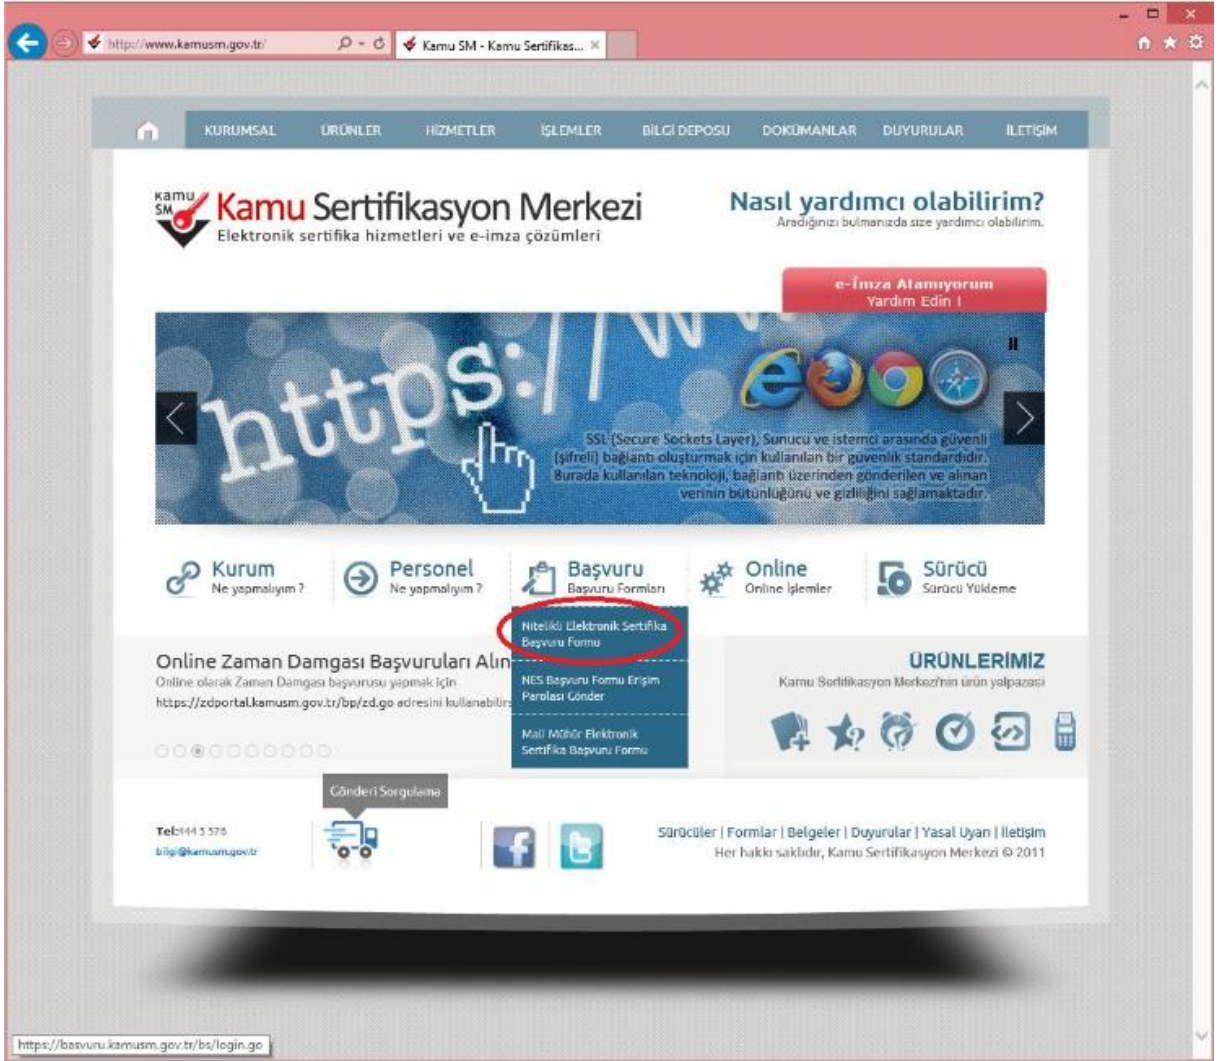 http://www.kamusm.gov.tr/
Kamu SM - Kamu Sertifikas...
KURUMSAL ÜRÜNLER HİZMETLER İŞLEMLER BİLGİ DEPOSU DOKÜMANLAR DUYURULAR İLETİŞİM
Kamu SM
Kamu Sertifikasyon Merkezi
Elektronik sertifika hizmetleri ve e-imza çözümleri
Nasıl yardımcı olabilirim?
Aradığınızı bulmanızda size yardımcı olabilirim.
e-İmza Atamıyorum
Yardım Edin !
https://w
SSL (Secure Sockets Layer), Sunucu ve istemci arasında güvenli
(şifreli) bağlantı oluşturmak için kullanılan bir güvenlik standardıdır.
Burada kullanılan teknoloji, bağlantı üzerinden gönderilen ve alınan
verinin bütünlüğünü ve gizliliğini sağlamaktadır.
Kurum
Ne yapmalıyım ?
Personel
Ne yapmalıyım ?
Başvuru
Başvuru Formları
Online
Online İşlemler
Sürücü
Sürücü Yükleme
Nitelikli Elektronik Sertifika
Başvuru Formu
NES Başvuru Formu Erişim
Parolası Gönder
Mali Mühür Elektronik
Sertifika Başvuru Formu
Online Zaman Damgası Başvuruları Alın
Online olarak Zaman Damgası başvurusu yapmak için
https://zdportal.kamusm.gov.tr/bp/zd.go adresini kullanabilirs
ÜRÜNLERİMİZ
Kamu Sertifikasyon Merkezi'nin ürün yelpazesi
Gönderi Sorgulama
Tel:444 5 576
bilgi@kamusm.gov.tr
Sürücüler | Formlar | Belgeler | Duyurular | Yasal Uyarı | İletişim
Her hakkı saklıdır, Kamu Sertifikasyon Merkezi © 2011
https://basvuru.kamusm.gov.tr/bs/login.go